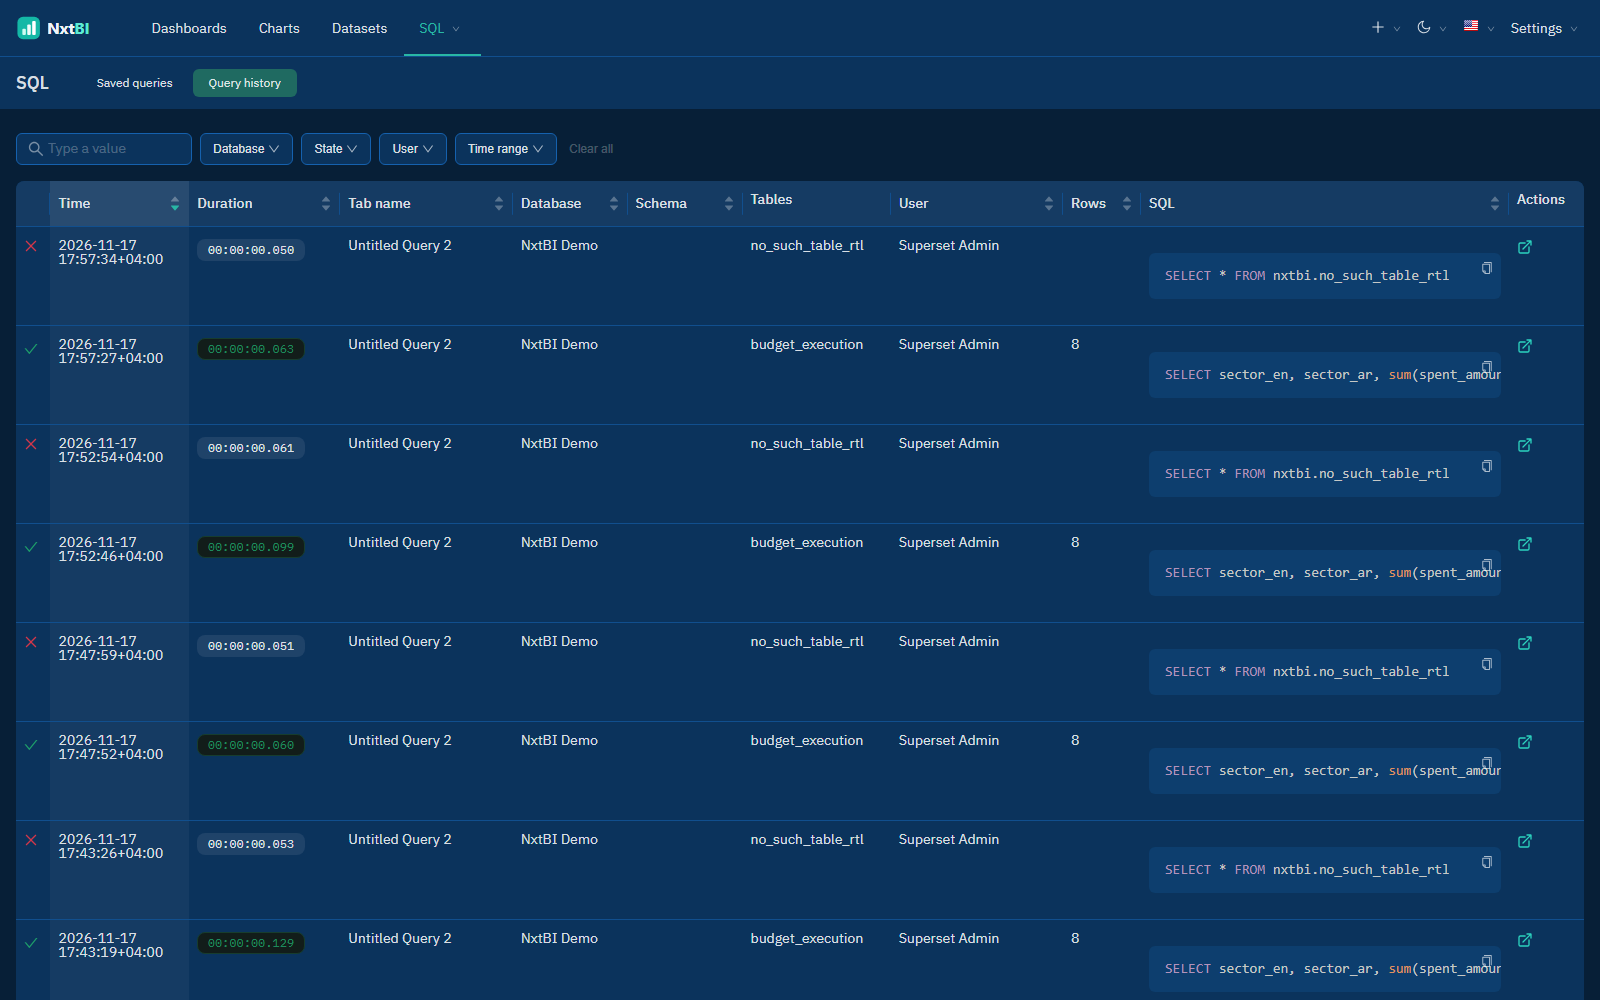 NxtBI
Dashboards
Charts
Datasets
SQL
Settings
SQL
Saved queries
Query history
Type a value
Database
State
User
Time range
Clear all
Time
Duration
Tab name
Database
Schema
Tables
User
Rows
SQL
Actions
2026-11-17
17:57:34+04:00
00:00:00.050
Untitled Query 2
NxtBI Demo
no_such_table_rtl
Superset Admin
SELECT * FROM nxtbi.no_such_table_rtl
2026-11-17
17:57:27+04:00
00:00:00.063
Untitled Query 2
NxtBI Demo
budget_execution
Superset Admin
8
SELECT sector_en, sector_ar, sum(spent_amour
2026-11-17
17:52:54+04:00
00:00:00.061
Untitled Query 2
NxtBI Demo
no_such_table_rtl
Superset Admin
SELECT * FROM nxtbi.no_such_table_rtl
2026-11-17
17:52:46+04:00
00:00:00.099
Untitled Query 2
NxtBI Demo
budget_execution
Superset Admin
8
SELECT sector_en, sector_ar, sum(spent_amour
2026-11-17
17:47:59+04:00
00:00:00.051
Untitled Query 2
NxtBI Demo
no_such_table_rtl
Superset Admin
SELECT * FROM nxtbi.no_such_table_rtl
2026-11-17
17:47:52+04:00
00:00:00.060
Untitled Query 2
NxtBI Demo
budget_execution
Superset Admin
8
SELECT sector_en, sector_ar, sum(spent_amour
2026-11-17
17:43:26+04:00
00:00:00.053
Untitled Query 2
NxtBI Demo
no_such_table_rtl
Superset Admin
SELECT * FROM nxtbi.no_such_table_rtl
2026-11-17
17:43:19+04:00
00:00:00.129
Untitled Query 2
NxtBI Demo
budget_execution
Superset Admin
8
SELECT sector_en, sector_ar, sum(spent_amour